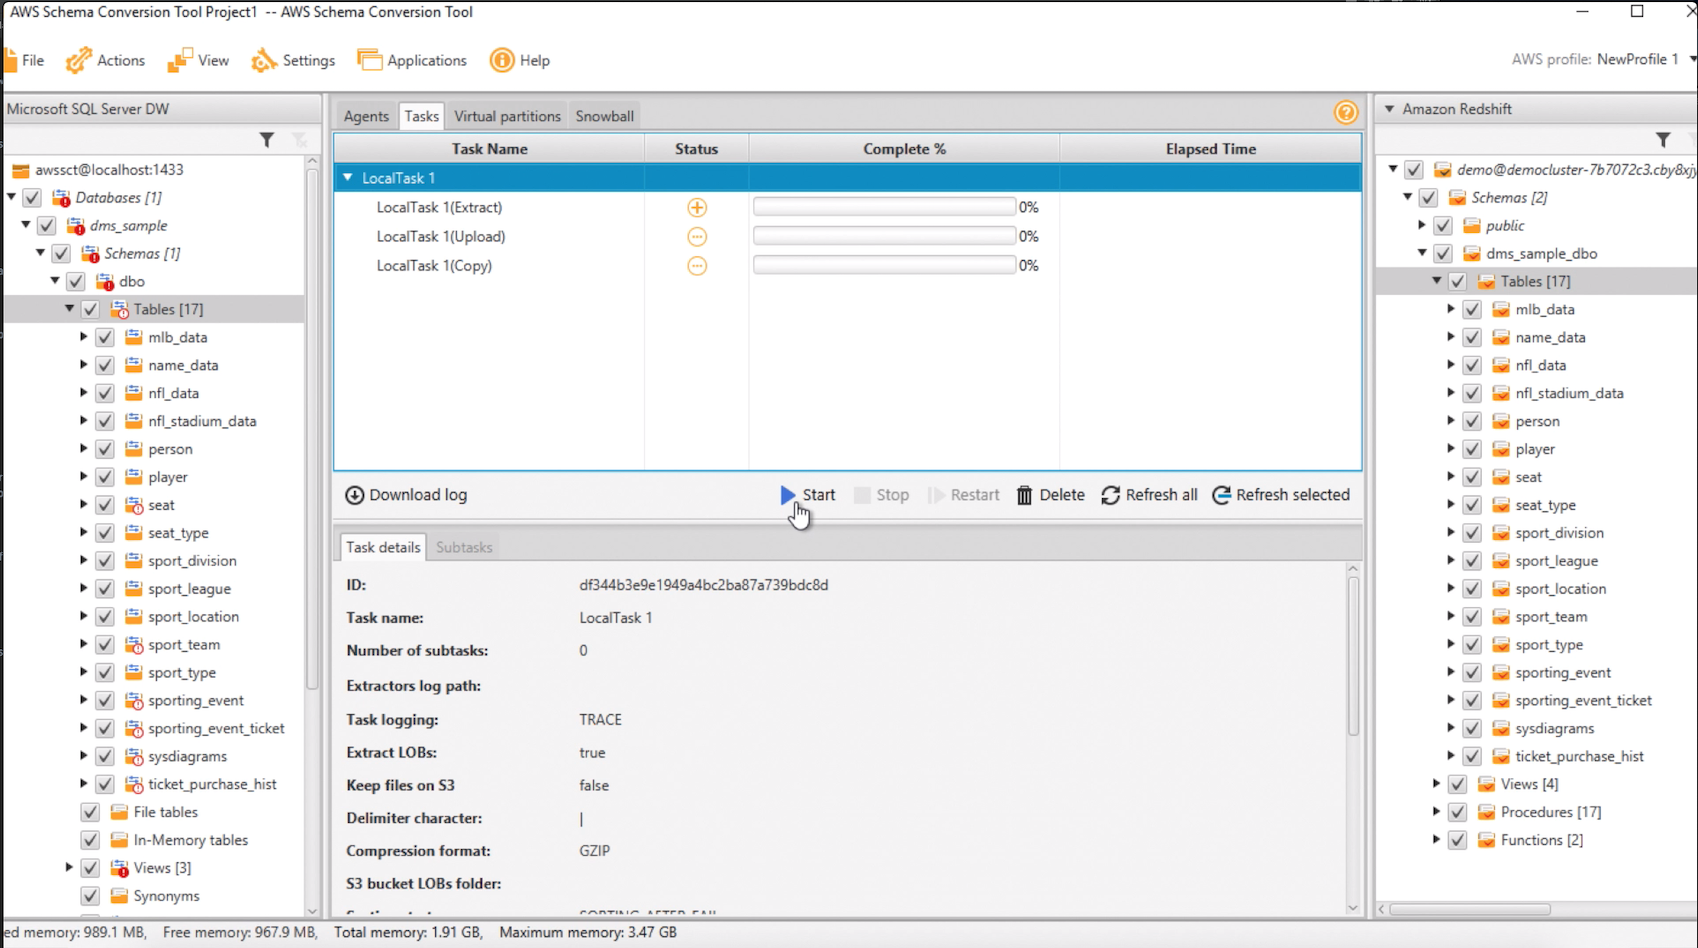 AWS Schema Conversion Tool Project1 -- AWS Schema Conversion Tool
File Actions View Settings Applications Help
AWS profile: NewProfile 1
Microsoft SQL Server DW
awssct@localhost:1433
Databases [1]
dms_sample
Schemas [1]
dbo
Tables [17]
mlb_data
name_data
nfl_data
nfl_stadium_data
person
player
seat
seat_type
sport_division
sport_league
sport_location
sport_team
sport_type
sporting_event
sporting_event_ticket
sysdiagrams
ticket_purchase_hist
File tables
In-Memory tables
Views [3]
Synonyms
Agents Tasks Virtual partitions Snowball
Task Name Status Complete % Elapsed Time
LocalTask 1
LocalTask 1(Extract) 0%
LocalTask 1(Upload) 0%
LocalTask 1(Copy) 0%
Download log Start Stop Restart Delete Refresh all Refresh selected
Task details Subtasks
ID: df344b3e9e1949a4bc2ba87a739bdc8d
Task name: LocalTask 1
Number of subtasks: 0
Extractors log path:
Task logging: TRACE
Extract LOBs: true
Keep files on S3 false
Delimiter character: |
Compression format: GZIP
S3 bucket LOBs folder:
Amazon Redshift
demo@democluster-7b7072c3.cby8xjy
Schemas [2]
public
dms_sample_dbo
Tables [17]
mlb_data
name_data
nfl_data
nfl_stadium_data
person
player
seat
seat_type
sport_division
sport_league
sport_location
sport_team
sport_type
sporting_event
sporting_event_ticket
sysdiagrams
ticket_purchase_hist
Views [4]
Procedures [17]
Functions [2]
ed memory: 989.1 MB, Free memory: 967.9 MB, Total memory: 1.91 GB, Maximum memory: 3.47 GB